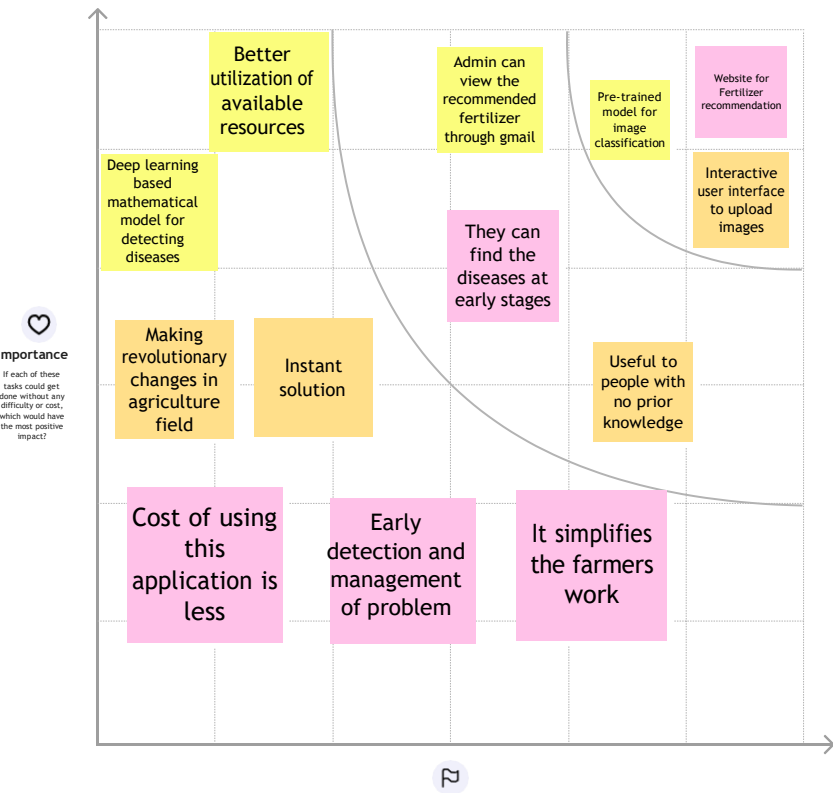 Better
utilization of
available
resources
Admin can
view the
recommended
fertilizer
through gmail
Pre-trained
model for
image
classification
Website for
Fertilizer
recommendation
Deep learning
based
mathematical
model for
detecting
diseases
Interactive
user interface
to upload
images
They can
find the
diseases at
early stages
Making
revolutionary
changes in
agriculture
field
Instant
solution
Useful to
people with
no prior
knowledge
mportance
If each of these
tasks could get
done without any
difficulty or cost,
which would have
the most positive
impact?
Cost of using
this
application is
less
Early
detection and
management
of problem
It simplifies
the farmers
work